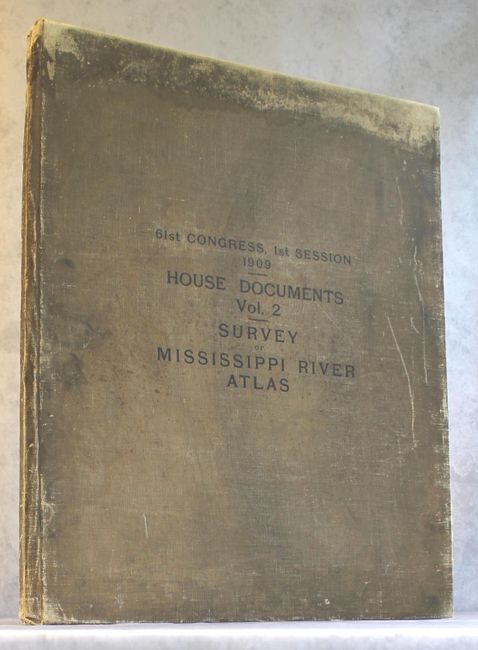 61st CONGRESS, 1st SESSION
1909
HOUSE DOCUMENTS
Vol. 2
SURVEY
OF
MISSISSIPPI RIVER
ATLAS